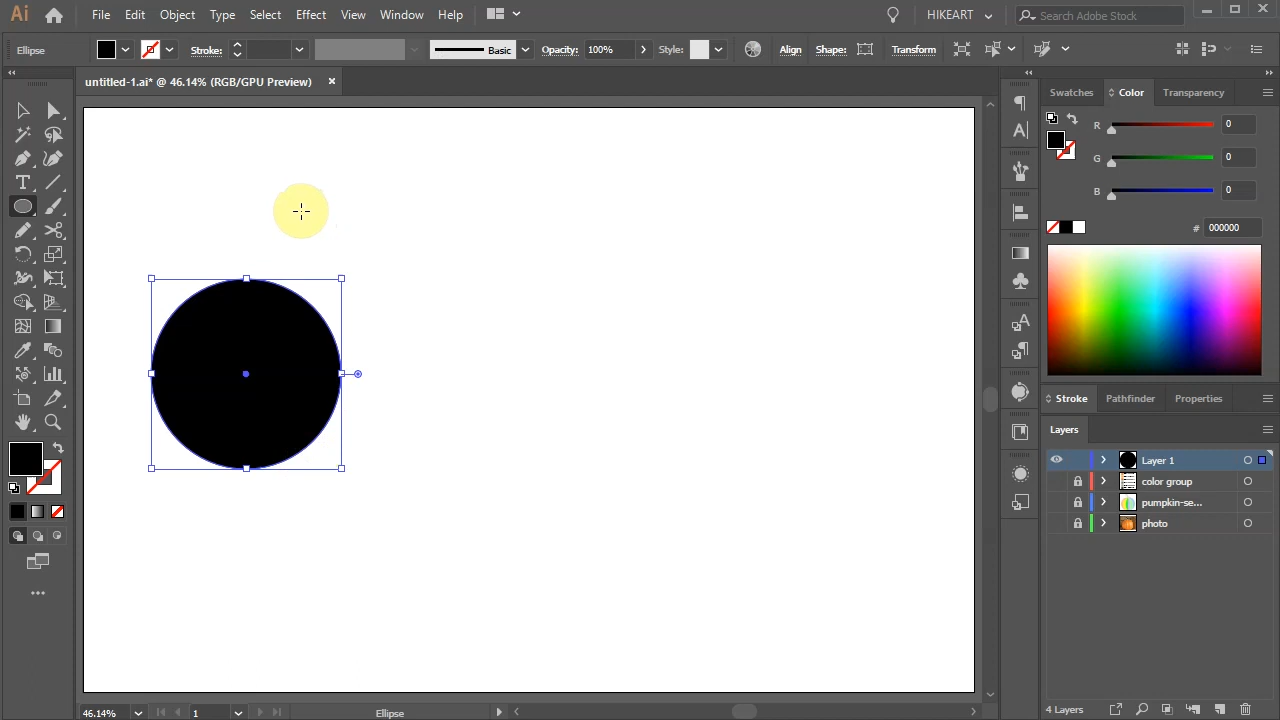 Ai File Edit Object Type Select Effect View Window Help HIKEART Search Adobe Stock
Ellipse Stroke: Basic Opacity: 100% Style: Align Shape: Transform
untitled-1.ai* @ 46.14% (RGB/GPU Preview) ×
Swatches Color Transparency
R 0
G 0
B 0
# 000000
Stroke Pathfinder Properties
Layers
Layer 1
color group
pumpkin-se...
photo
4 Layers
46.14% 1 Ellipse